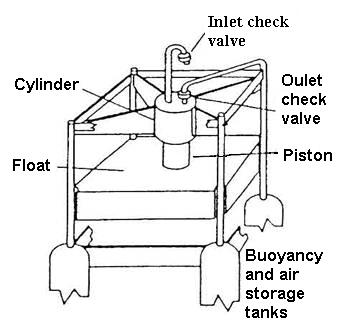 Inlet check
valve
Cylinder
Oulet
check
valve
Float
Piston
Buoyancy
and air
storage
tanks